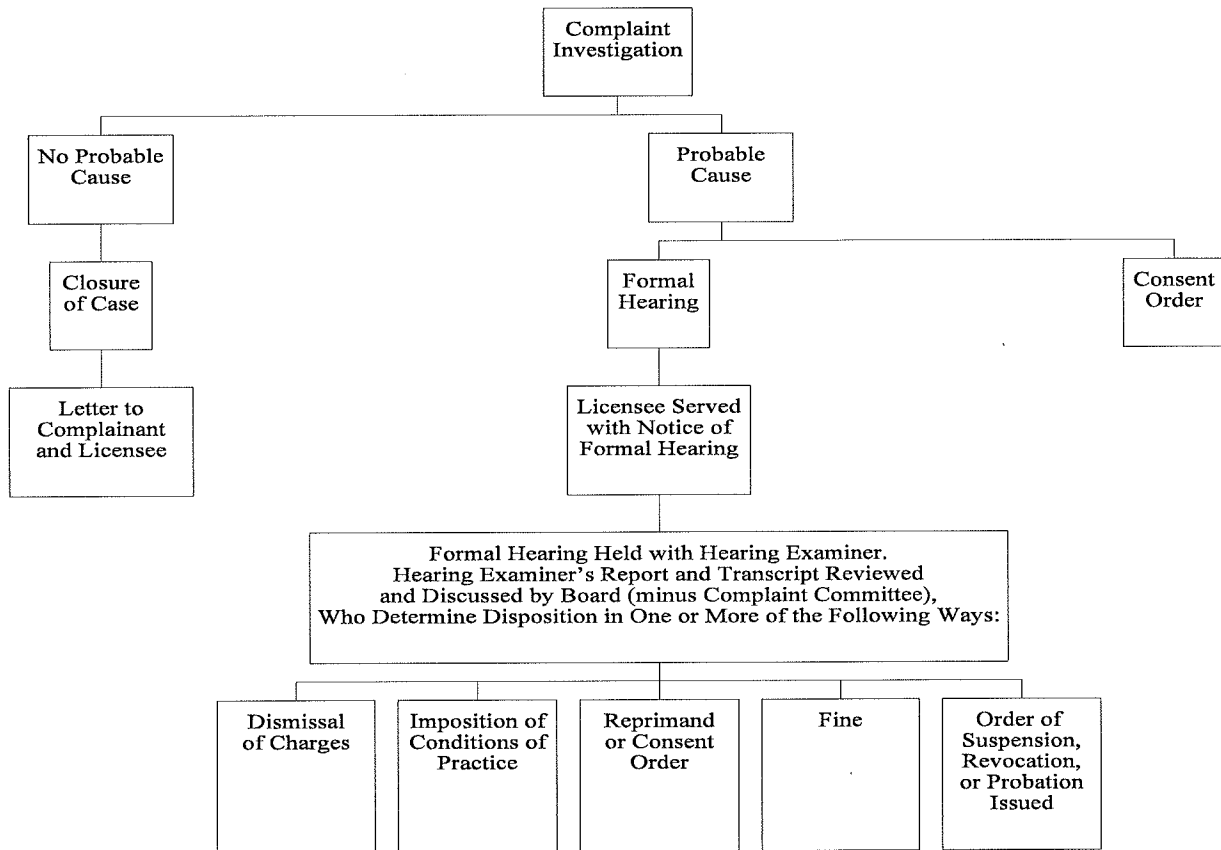 Complaint
Investigation
No Probable
Cause
Probable
Cause
Closure
of Case
Formal
Hearing
Consent
Order
Letter to
Complainant
and Licensee
Licensee Served
with Notice of
Formal Hearing
Formal Hearing Held with Hearing Examiner.
Hearing Examiner's Report and Transcript Reviewed
and Discussed by Board (minus Complaint Committee),
Who Determine Disposition in One or More of the Following Ways:
Dismissal
of Charges
Imposition of
Conditions of
Practice
Reprimand
or Consent
Order
Fine
Order of
Suspension,
Revocation,
or Probation
Issued